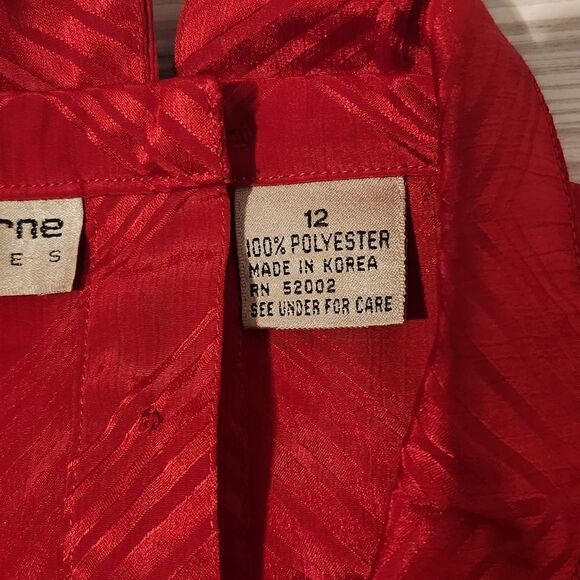 rne
E-S
12
100% POLYESTER
MADE IN KOREA
RN 52002
SEE UNDER FOR CARE